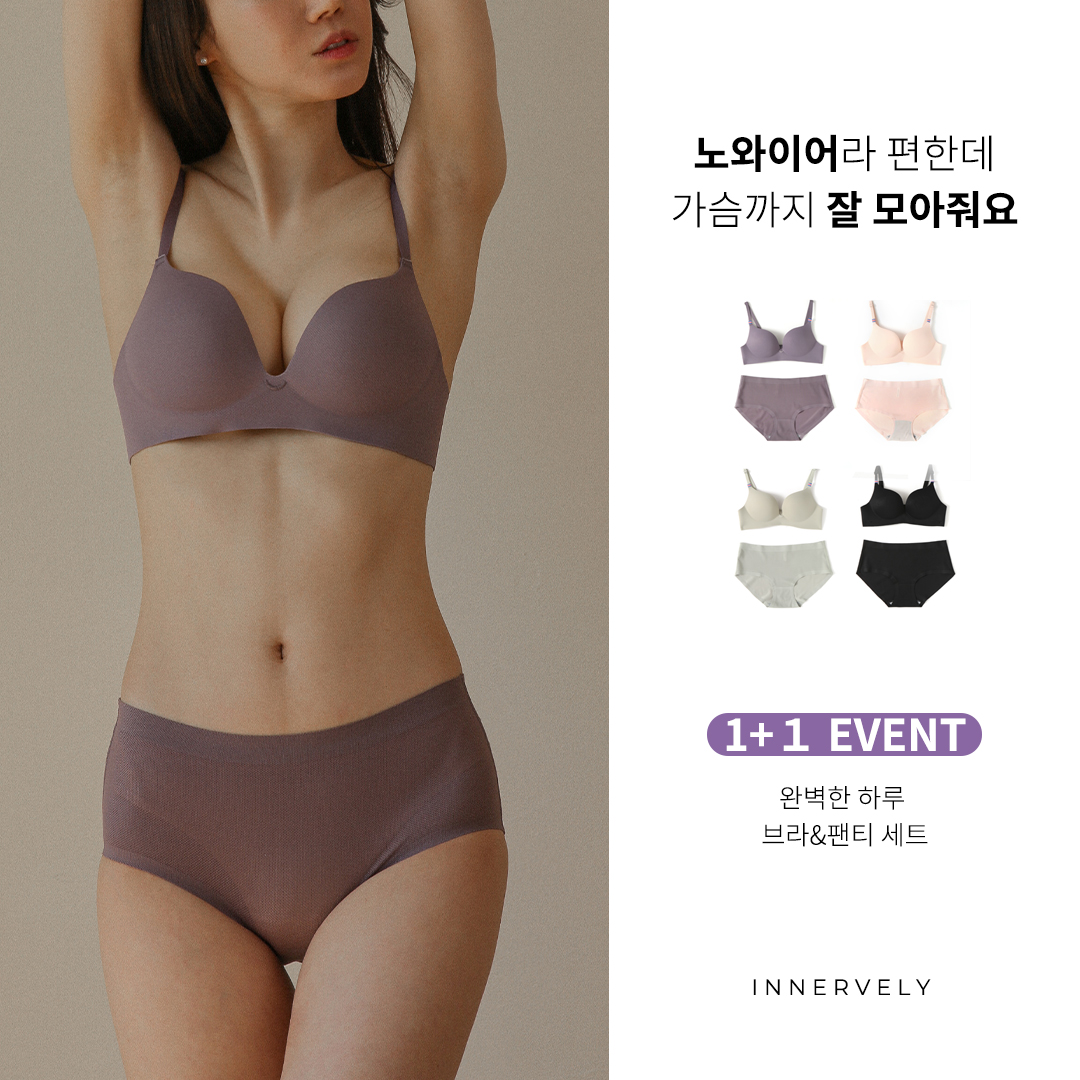 노와이어라 편한데
가슴까지 잘 모아줘요
1+1 EVENT
완벽한 하루
브라&팬티 세트
INNERVELY